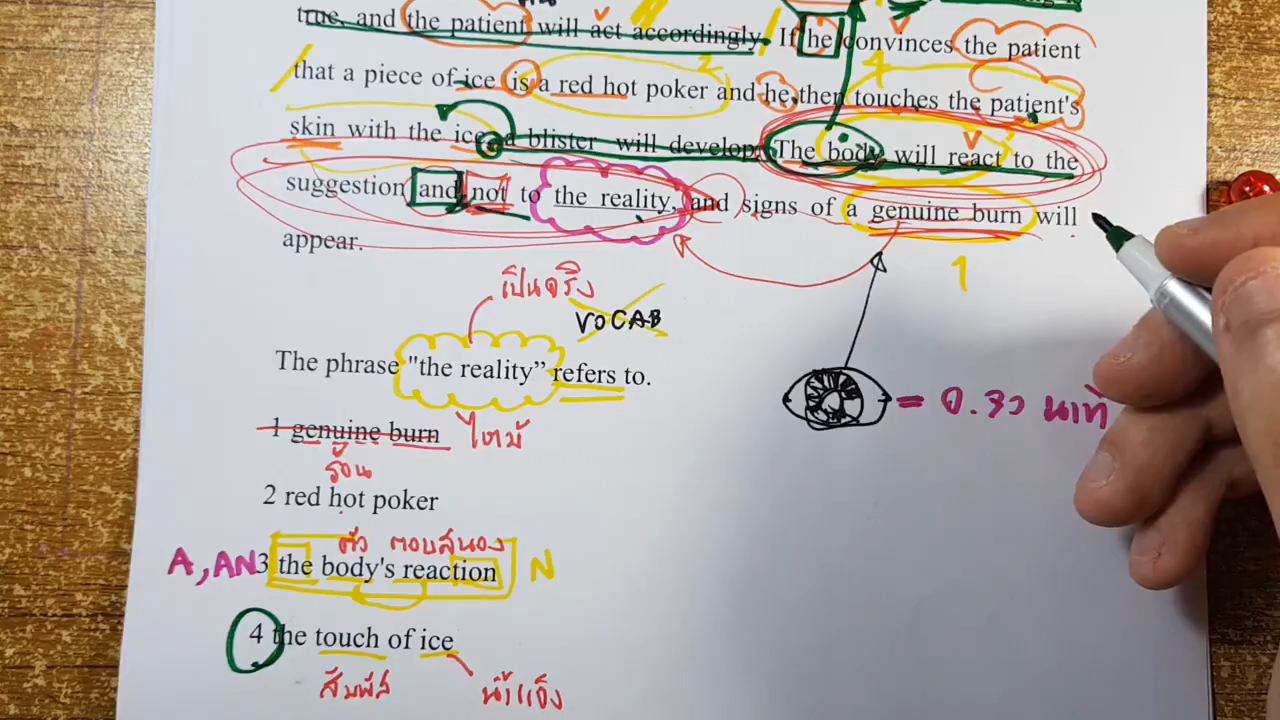 true, and the patient will act accordingly. If he convinces the patient
that a piece of ice is a red hot poker and he, then touches the patient's
2
4
skin with the ice, a blister will develop. The body will react to the
suggestion and not to the reality, and signs of a genuine burn will
appear.
1
เป็นจริง
VOCAB
The phrase "the reality” refers to.
= 0.30 นาที
1 genuine burn ไหม้
ร้อน
2 red hot poker
ตัว ตอบสนอง
A, AN 3 the body's reaction N
4 the touch of ice
สัมผัส น้ำแข็ง